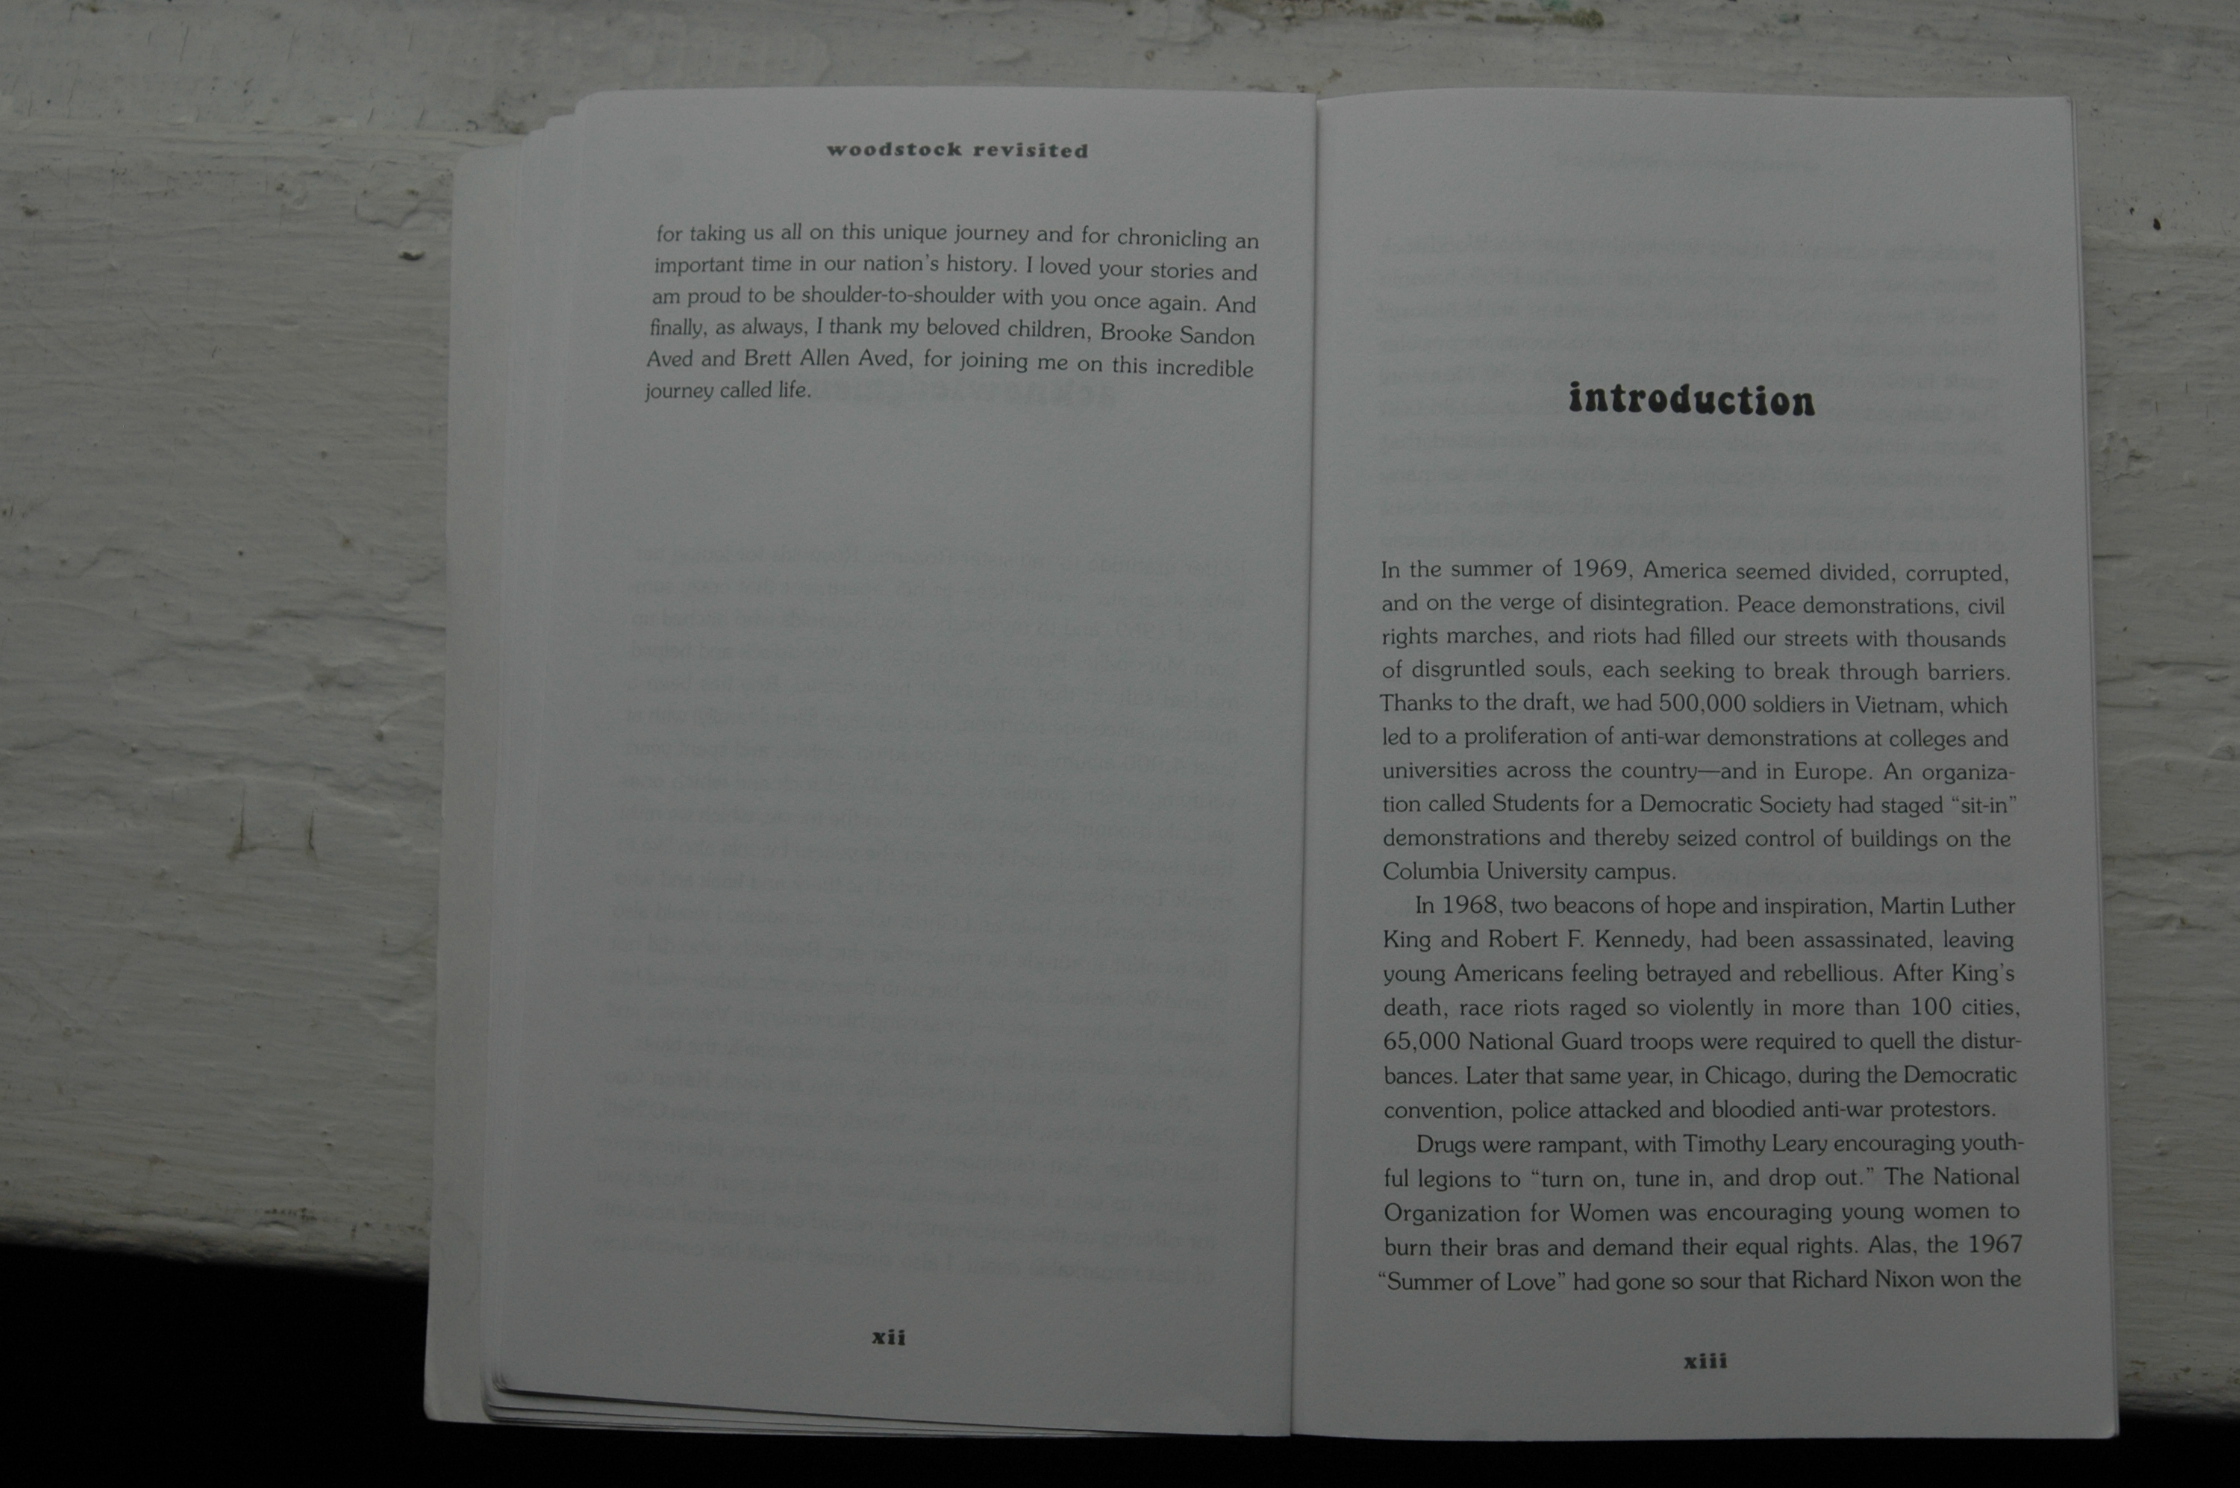 woodstock revisited
for taking us all on this unique journey and for chronicling an
important time in our nation's history. I loved your stories and
am proud to be shoulder-to-shoulder with you once again. And
finally, as always, I thank my beloved children, Brooke Sandon
Aved and Brett Allen Aved, for joining me on this incredible
journey called life.
xii
introduction
In the summer of 1969, America seemed divided, corrupted,
and on the verge of disintegration. Peace demonstrations, civil
rights marches, and riots had filled our streets with thousands
of disgruntled souls, each seeking to break through barriers.
Thanks to the draft, we had 500,000 soldiers in Vietnam, which
led to a proliferation of anti-war demonstrations at colleges and
universities across the country—and in Europe. An organiza-
tion called Students for a Democratic Society had staged “sit-in”
demonstrations and thereby seized control of buildings on the
Columbia University campus.
In 1968, two beacons of hope and inspiration, Martin Luther
King and Robert F. Kennedy, had been assassinated, leaving
young Americans feeling betrayed and rebellious. After King's
death, race riots raged so violently in more than 100 cities,
65,000 National Guard troops were required to quell the distur-
bances. Later that same year, in Chicago, during the Democratic
convention, police attacked and bloodied anti-war protestors.
Drugs were rampant, with Timothy Leary encouraging youth-
ful legions to “turn on, tune in, and drop out.” The National
Organization for Women was encouraging young women to
burn their bras and demand their equal rights. Alas, the 1967
“Summer of Love” had gone so sour that Richard Nixon won the
xiii